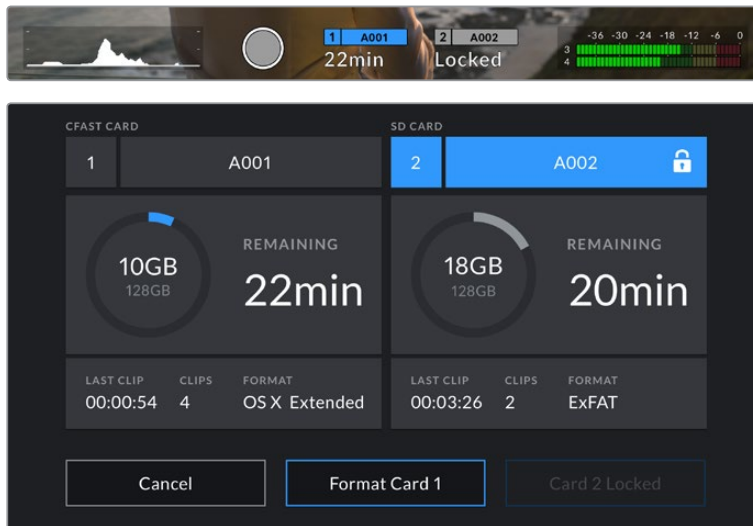 1 A001 2 A002 -36 -30 -24 -18 -12 -6 0
22min Locked 3
4
CFAST CARD SD CARD
1 A001 2 A002
10GB REMAINING 18GB REMAINING
128GB 22min 128GB 20min
LAST CLIP CLIPS FORMAT LAST CLIP CLIPS FORMAT
00:00:54 4 OS X Extended 00:03:26 2 ExFAT
Cancel Format Card 1 Card 2 Locked